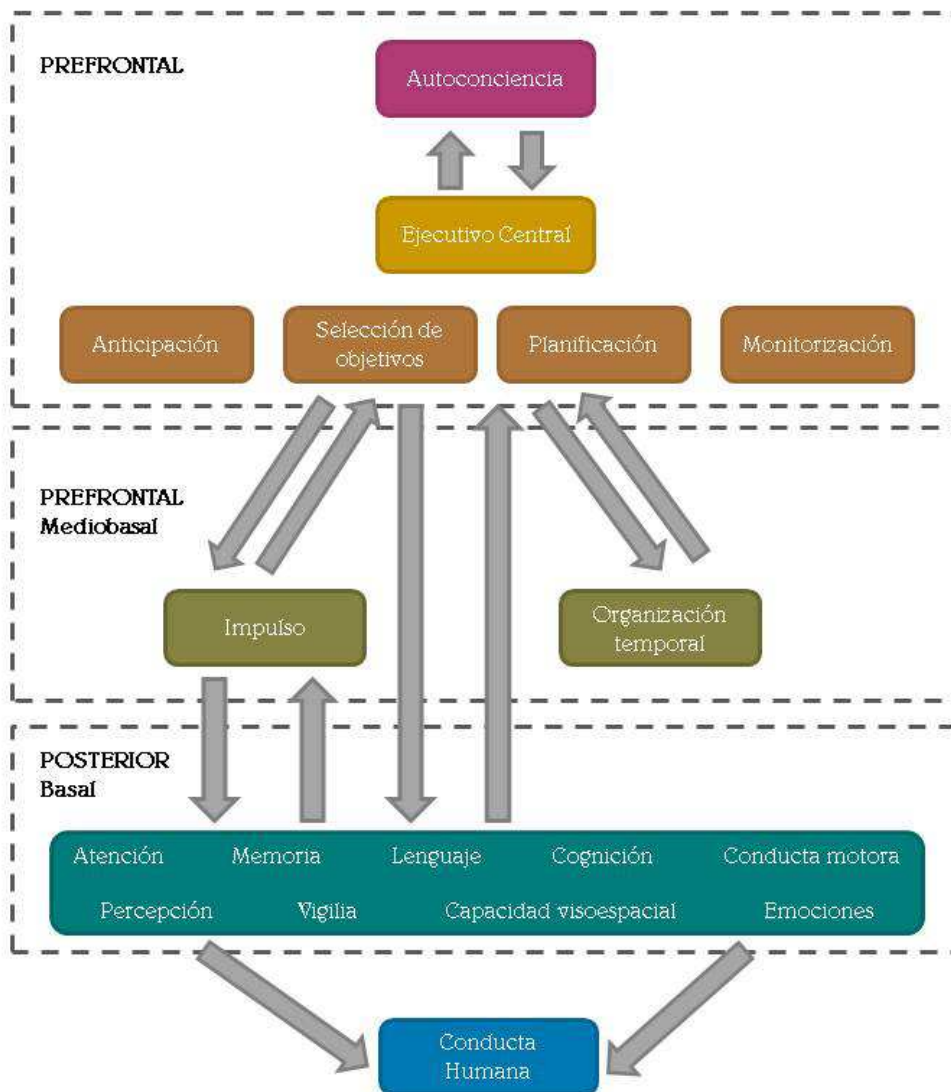 PREFRONTAL
Autoconciencia
Ejecutivo Central
Anticipación
Selección de
objetivos
Planificación
Monitorización
PREFRONTAL
Mediobasal
Impulso
Organización
temporal
POSTERIOR
Basal
Atención Memoria Lenguaje Cognición Conducta motora
Percepción Vigilia Capacidad visoespacial Emociones
Conducta
Humana